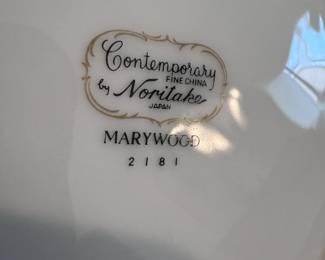 Contemporary
FINE CHINA
by Noritake
JAPAN
MARYWOOD
2181